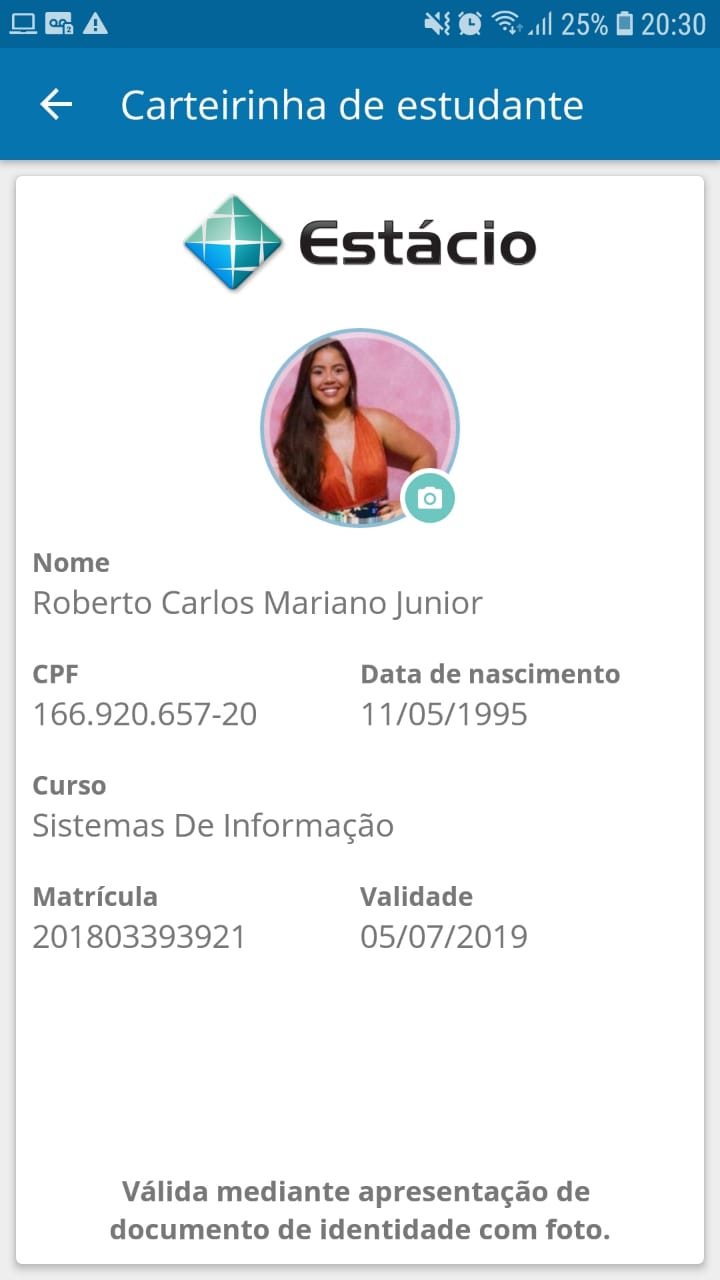 25% 20:30
Carteirinha de estudante
Estácio
Nome
Roberto Carlos Mariano Junior
CPF
166.920.657-20
Data de nascimento
11/05/1995
Curso
Sistemas De Informação
Matrícula
201803393921
Validade
05/07/2019
Válida mediante apresentação de
documento de identidade com foto.